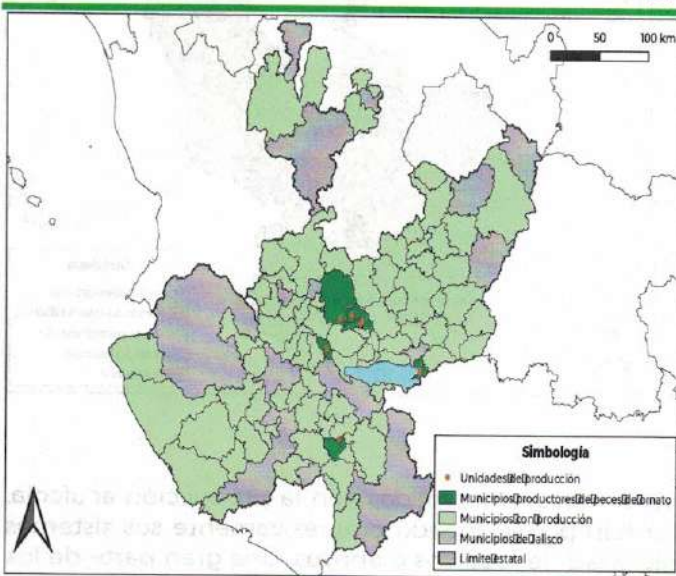 0 50 100 km
Simbología
Unidades de producción
Municipios productores de peces de ornato
Municipios con producción
Municipios de Jalisco
Límite estatal